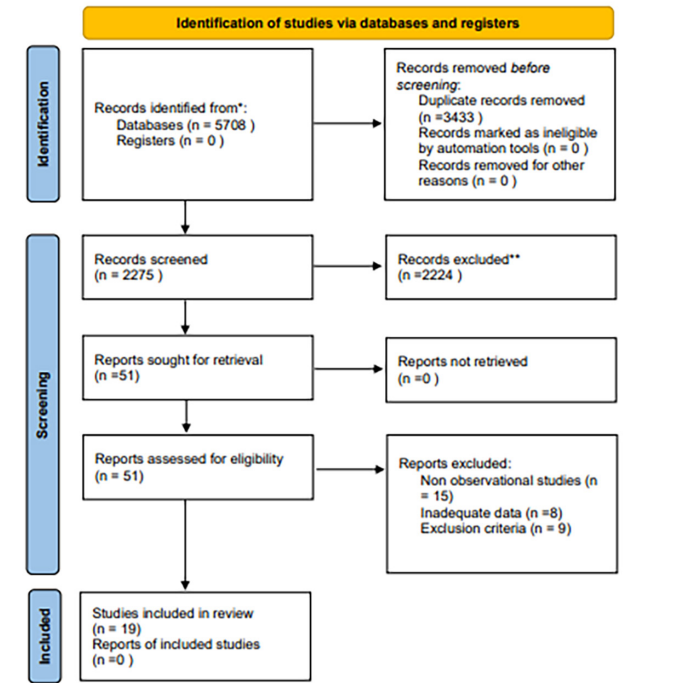 Identification of studies via databases and registers
Identification
Records identified from*:
Databases (n = 5708 )
Registers (n = 0 )
Records removed before
screening:
Duplicate records removed
(n =3433 )
Records marked as ineligible
by automation tools (n = 0 )
Records removed for other
reasons (n = 0 )
Screening
Records screened
(n = 2275 )
Records excluded**
(n =2224 )
Reports sought for retrieval
(n =51)
Reports not retrieved
(n =0 )
Reports assessed for eligibility
(n = 51)
Reports excluded:
Non observational studies (n
= 15)
Inadequate data (n =8)
Exclusion criteria (n = 9)
Included
Studies included in review
(n = 19)
Reports of included studies
(n =0 )